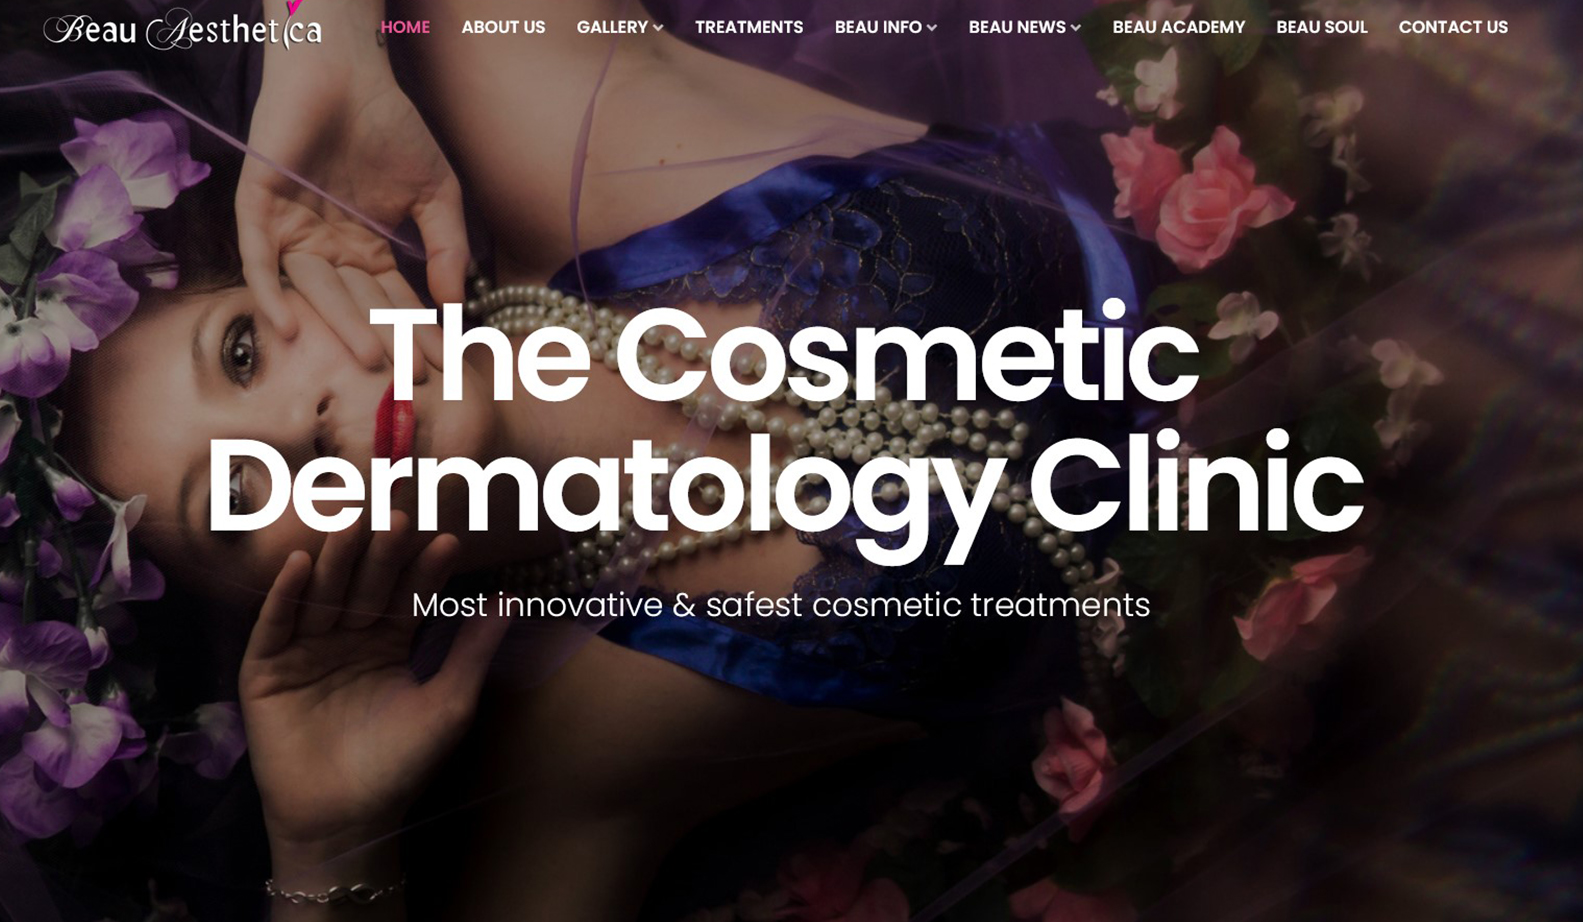 Beau Aesthetica
HOME ABOUT US GALLERY TREATMENTS BEAU INFO BEAU NEWS BEAU ACADEMY BEAU SOUL CONTACT US
The Cosmetic
Dermatology Clinic
Most innovative & safest cosmetic treatments